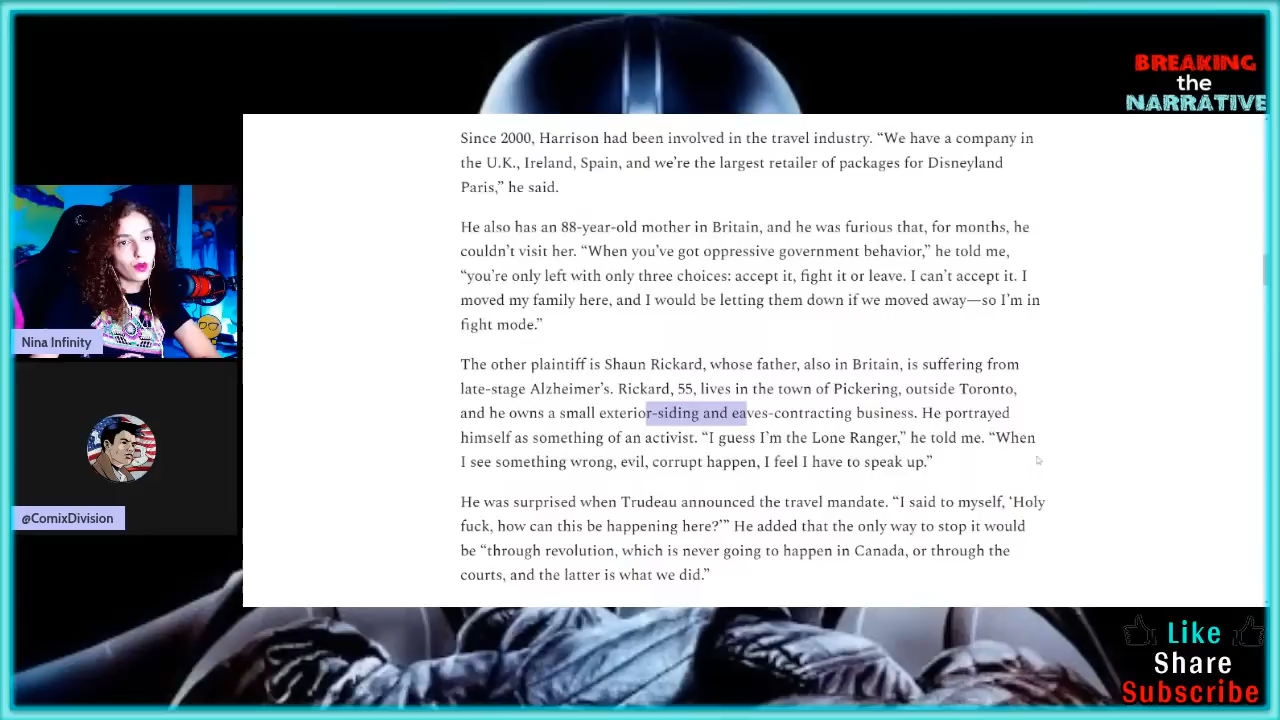 BREAKING
the
NARRATIVE
Since 2000, Harrison had been involved in the travel industry. “We have a company in
the U.K., Ireland, Spain, and we’re the largest retailer of packages for Disneyland
Paris,” he said.
He also has an 88-year-old mother in Britain, and he was furious that, for months, he
couldn’t visit her. “When you’ve got oppressive government behavior,” he told me,
“you’re only left with only three choices: accept it, fight it or leave. I can’t accept it. I
moved my family here, and I would be letting them down if we moved away—so I’m in
fight mode.”
The other plaintiff is Shaun Rickard, whose father, also in Britain, is suffering from
late-stage Alzheimer’s. Rickard, 55, lives in the town of Pickering, outside Toronto,
and he owns a small exterior-siding and eaves-contracting business. He portrayed
himself as something of an activist. “I guess I’m the Lone Ranger,” he told me. “When
I see something wrong, evil, corrupt happen, I feel I have to speak up.”
He was surprised when Trudeau announced the travel mandate. “I said to myself, ‘Holy
fuck, how can this be happening here?’” He added that the only way to stop it would
be “through revolution, which is never going to happen in Canada, or through the
courts, and the latter is what we did.”
Nina Infinity
@ComixDivision
Like
Share
Subscribe